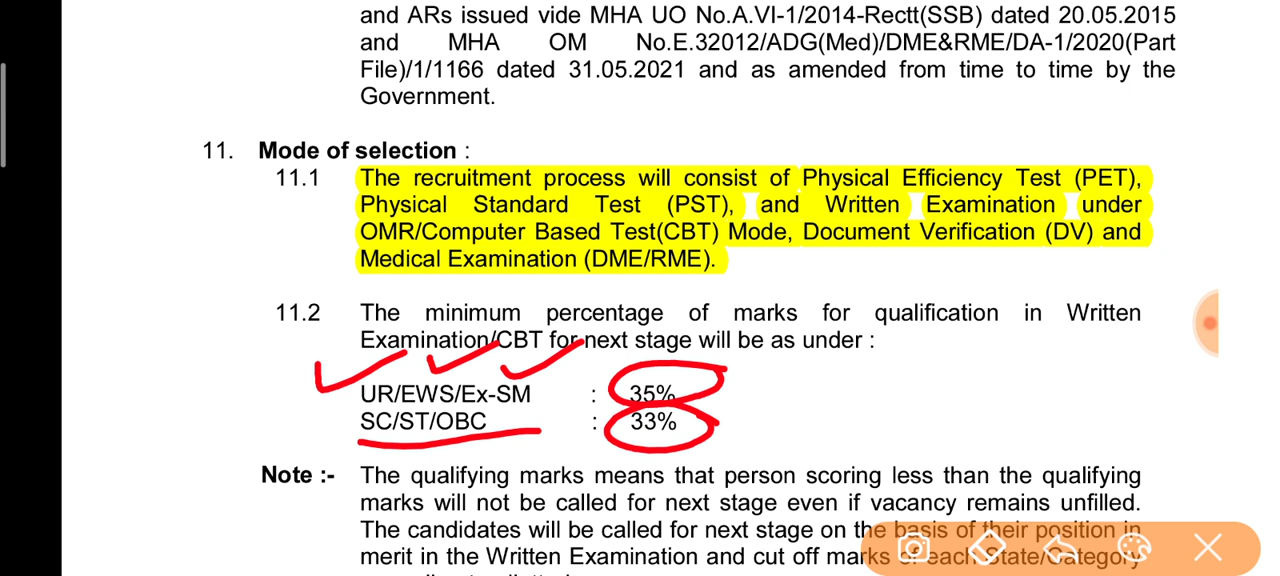 and ARs issued vide MHA UO No.A.VI-1/2014-Rectt(SSB) dated 20.05.2015
and MHA OM No.E.32012/ADG(Med)/DME&RME/DA-1/2020(Part
File)/1/1166 dated 31.05.2021 and as amended from time to time by the
Government.
11. Mode of selection :
11.1 The recruitment process will consist of Physical Efficiency Test (PET),
Physical Standard Test (PST), and Written Examination under
OMR/Computer Based Test(CBT) Mode, Document Verification (DV) and
Medical Examination (DME/RME).
11.2 The minimum percentage of marks for qualification in Written
Examination/CBT for next stage will be as under :
UR/EWS/Ex-SM : 35%
SC/ST/OBC : 33%
Note :- The qualifying marks means that person scoring less than the qualifying
marks will not be called for next stage even if vacancy remains unfilled.
The candidates will be called for next stage on the basis of their position in
merit in the Written Examination and cut off marks of each State/Category